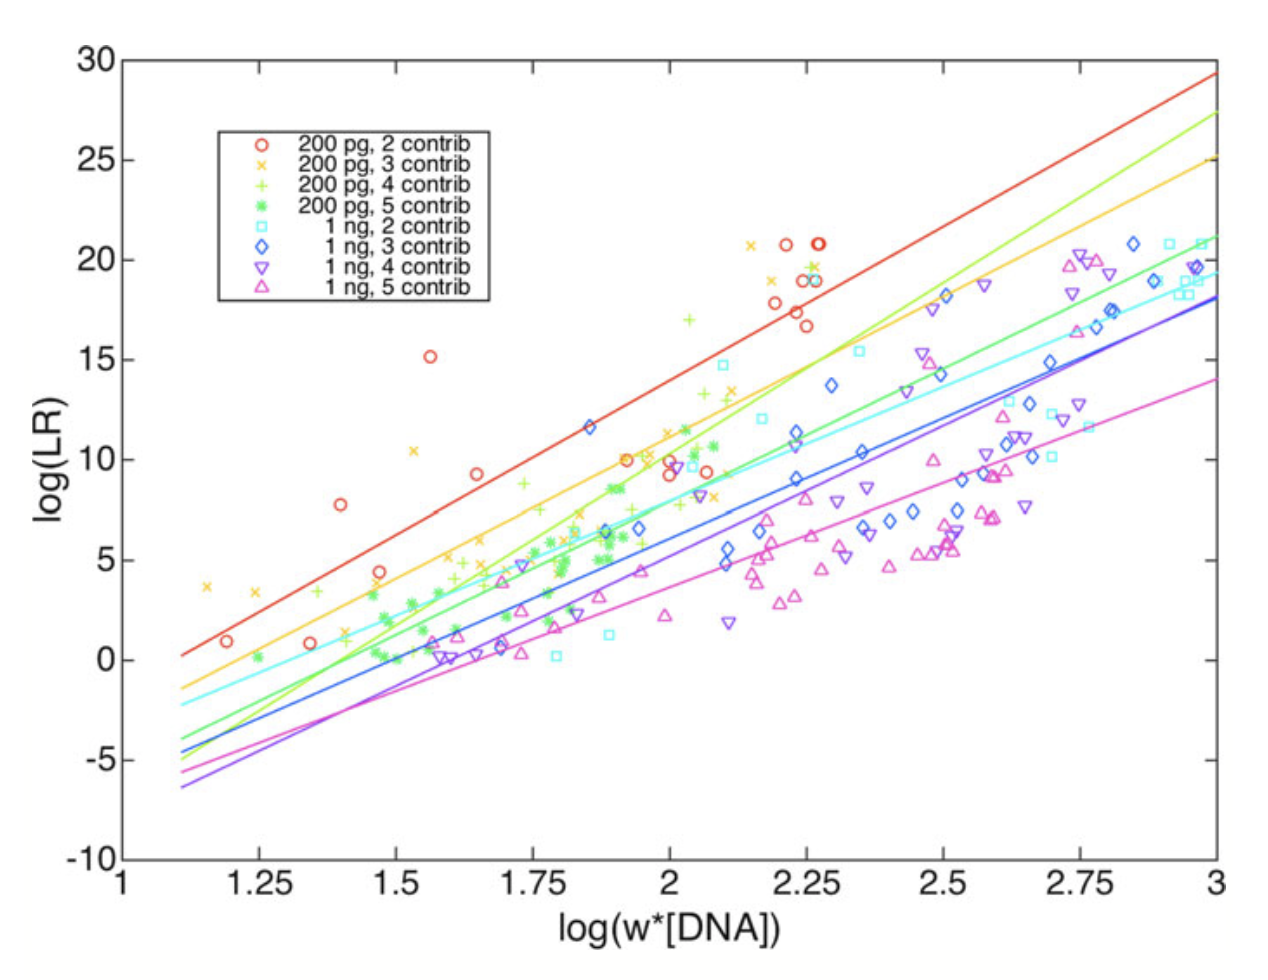 30
25
20
15
10
5
0
-5
-10
log(LR)
200 pg, 2 contrib
200 pg, 3 contrib
200 pg, 4 contrib
200 pg, 5 contrib
1 ng, 2 contrib
1 ng, 3 contrib
1 ng, 4 contrib
1 ng, 5 contrib
1 1.25 1.5 1.75 2 2.25 2.5 2.75 3
log(w*[DNA])